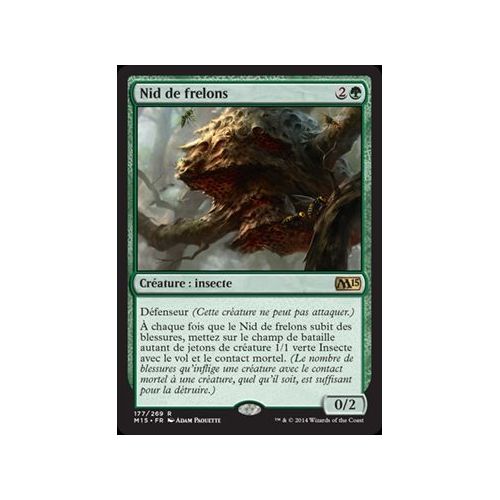 Nid de frelons 2
Créature : insecte M15
Défenseur (Cette créature ne peut pas attaquer.)
À chaque fois que le Nid de frelons subit des
blessures, mettez sur le champ de bataille
autant de jetons de créature 1/1 verte Insecte
avec le vol et le contact mortel. (Le nombre de
blessures qu'inflige une créature avec le contact
mortel à une créature, quel qu'il soit, est suffisant
pour la détruire.)
0/2
177/269 R
M15 • FR Adam Paquette
™ & © 2014 Wizards of the Coast